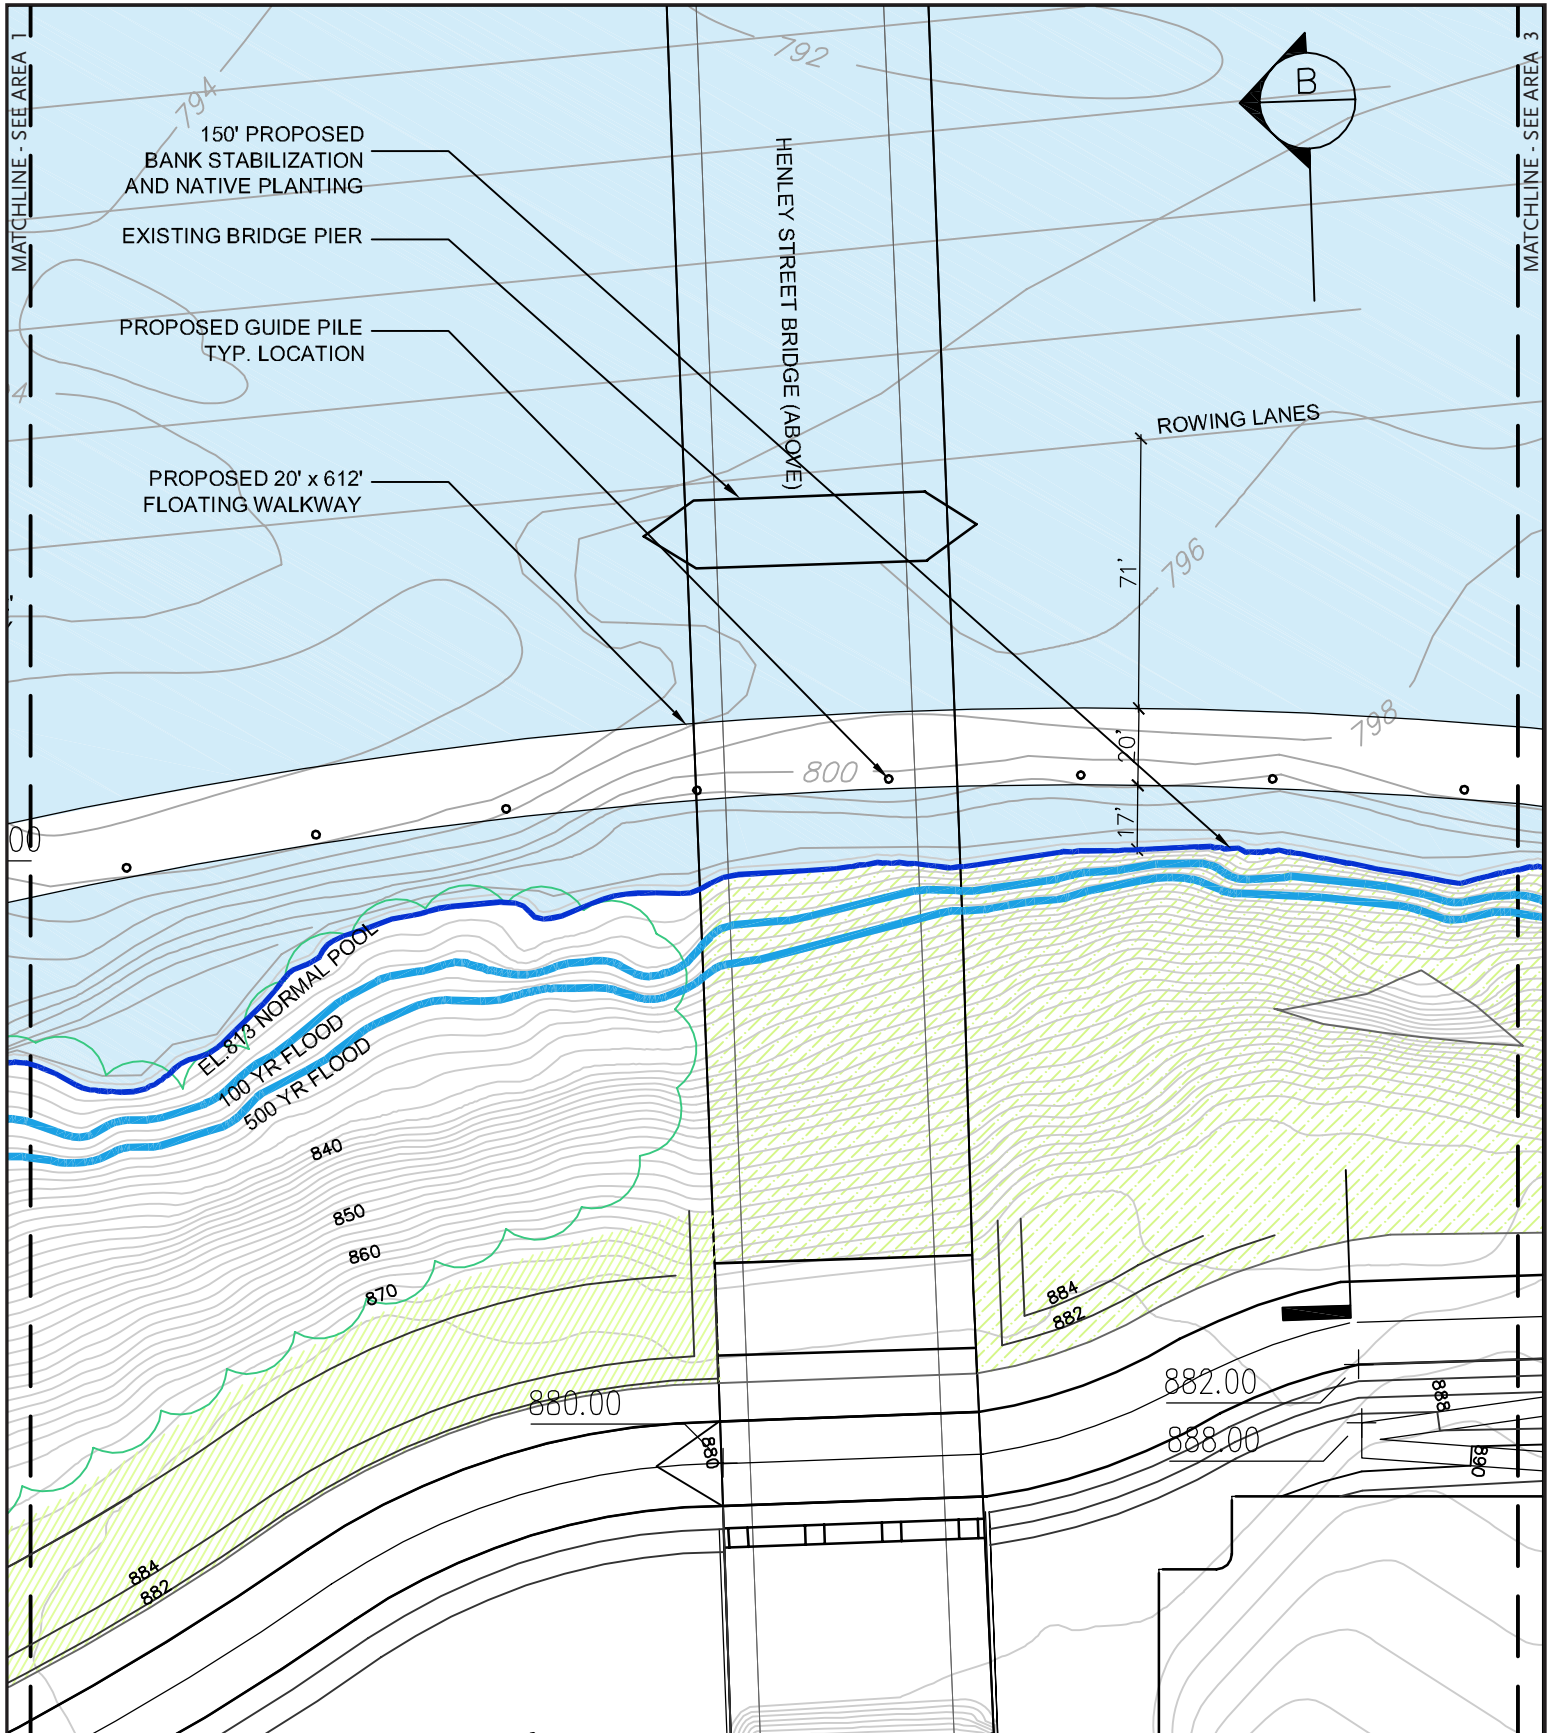 MATCHLINE - SEE AREA 1
MATCHLINE - SEE AREA 3
792
794
B
150' PROPOSED
BANK STABILIZATION
AND NATIVE PLANTING
EXISTING BRIDGE PIER
PROPOSED GUIDE PILE
TYP. LOCATION
PROPOSED 20' x 612'
FLOATING WALKWAY
HENLEY STREET BRIDGE (ABOVE)
ROWING LANES
71'
796
798
20'
800
17'
00
4
EL.813 NORMAL POOL
100 YR FLOOD
500 YR FLOOD
840
850
860
870
884
882
880.00
880
882.00
888.00
888
890
884
882